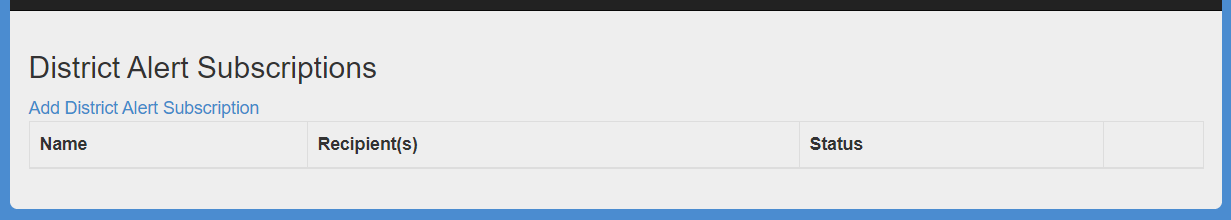 District Alert Subscriptions
Add District Alert Subscription
Name Recipient(s) Status